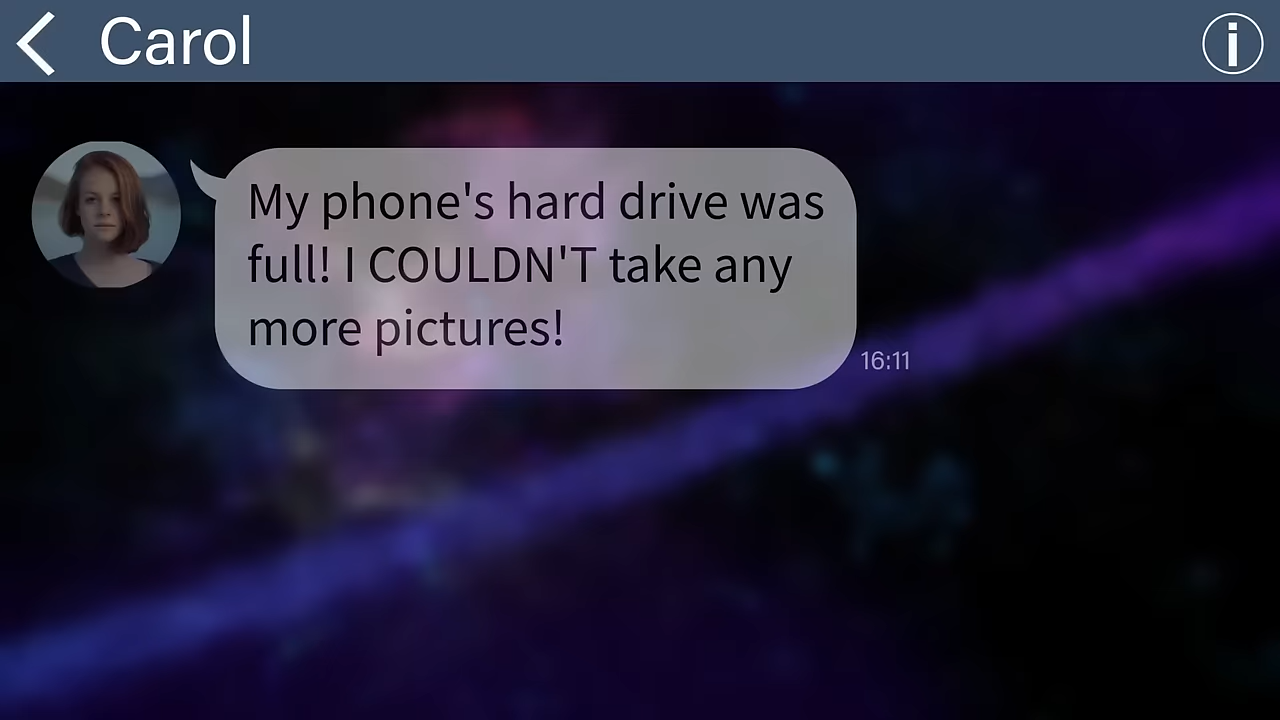 Carol
My phone's hard drive was
full! I COULDN'T take any
more pictures!
16:11